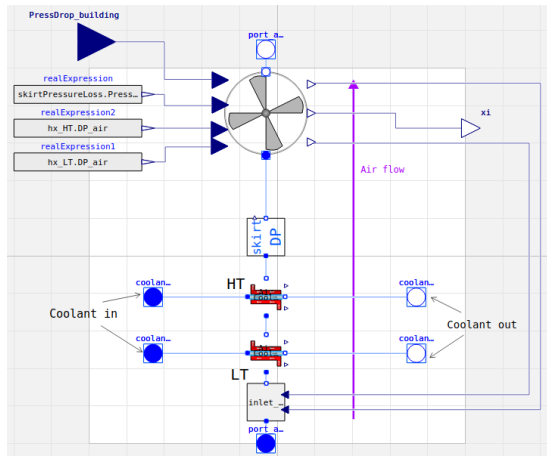 PressDrop_building
port_a…
realExpression
skirtPressureLoss.Press…
realExpression2
hx_HT.DP_air
realExpression1
hx_LT.DP_air
xi
Air flow
skirt
DP
coolan…
HT
coolan…
Coolant in
Coolant out
coolan…
coolan…
LT
inlet_…
port_a…